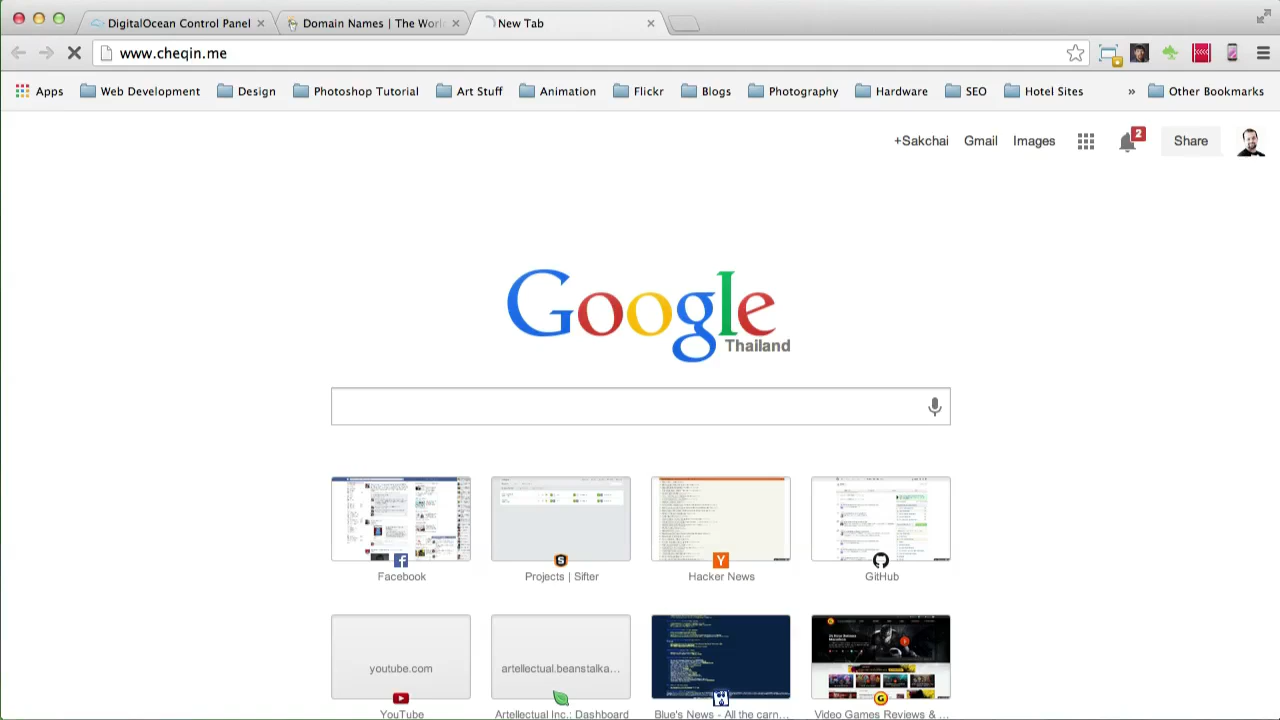 DigitalOcean Control Panel
Domain Names | The Worl
New Tab
www.cheqin.me
Apps Web Development Design Photoshop Tutorial Art Stuff Animation Flickr Blogs Photography Hardware SEO Hotel Sites » Other Bookmarks
+Sakchai Gmail Images 2 Share
Google
Thailand
Facebook Projects | Sifter Hacker News GitHub
youtube artellectual.beanstalka...
YouTube Artellectual Inc.: Dashboard Blue's News - All the carn... Video Games Reviews & ...